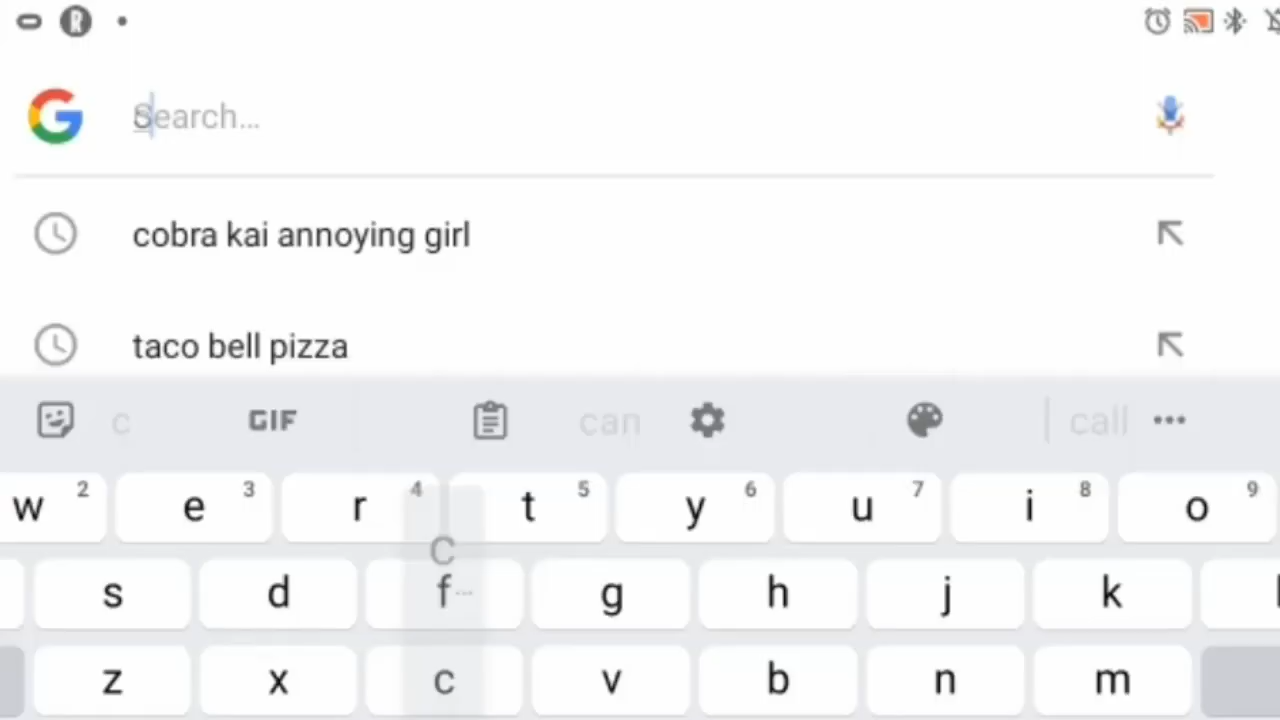 Search...
cobra kai annoying girl
taco bell pizza
c GIF can call
w 2 e 3 r 4 t 5 y 6 u 7 i 8 o 9
C
s d f g h j k
z x c v b n m